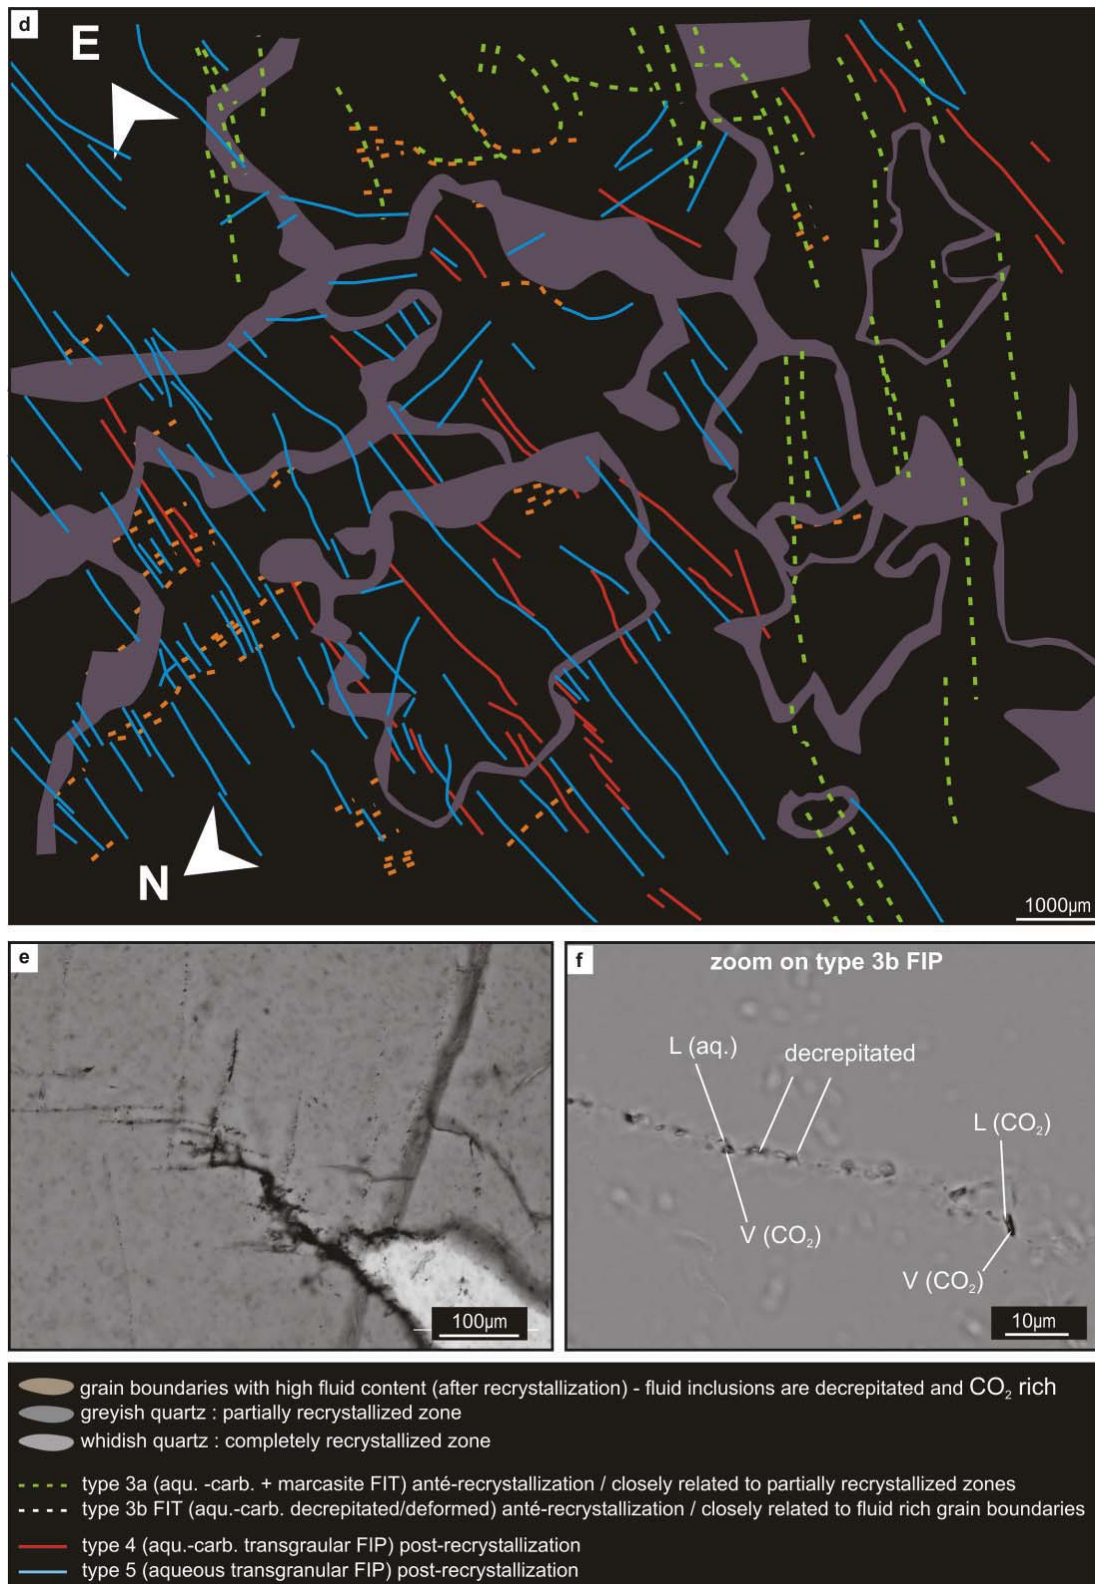 d
E
N
1000µm
e
100µm
f
zoom on type 3b FIP
L (aq.)
decrepitated
L (CO₂)
V (CO₂)
V (CO₂)
10µm
grain boundaries with high fluid content (after recrystallization) - fluid inclusions are decrepitated and CO₂ rich
greyish quartz : partially recrystallized zone
whidish quartz : completely recrystallized zone
type 3a (aqu. -carb. + marcasite FIT) anté-recrystallization / closely related to partially recrystallized zones
type 3b FIT (aqu.-carb. decrepitated/deformed) anté-recrystallization / closely related to fluid rich grain boundaries
type 4 (aqu.-carb. transgraular FIP) post-recrystallization
type 5 (aqueous transgranular FIP) post-recrystallization